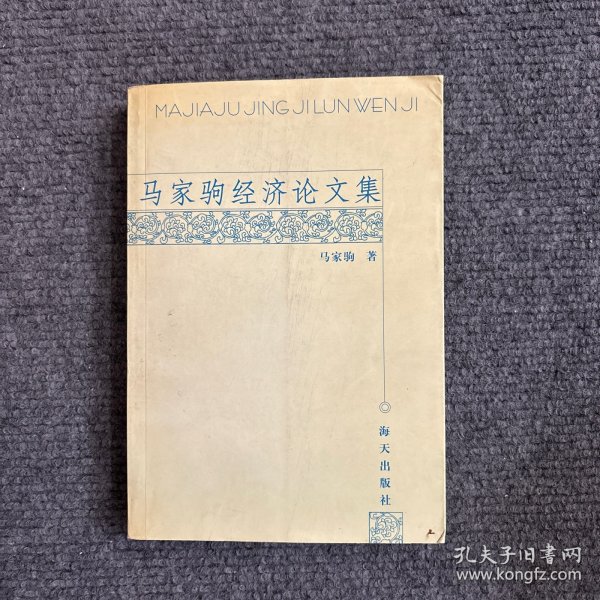 MAJIAJU JING JI LUN WEN JI
马家驹经济论文集
马家驹 著
海天出版社
孔夫子旧书网
www.kongfz.com